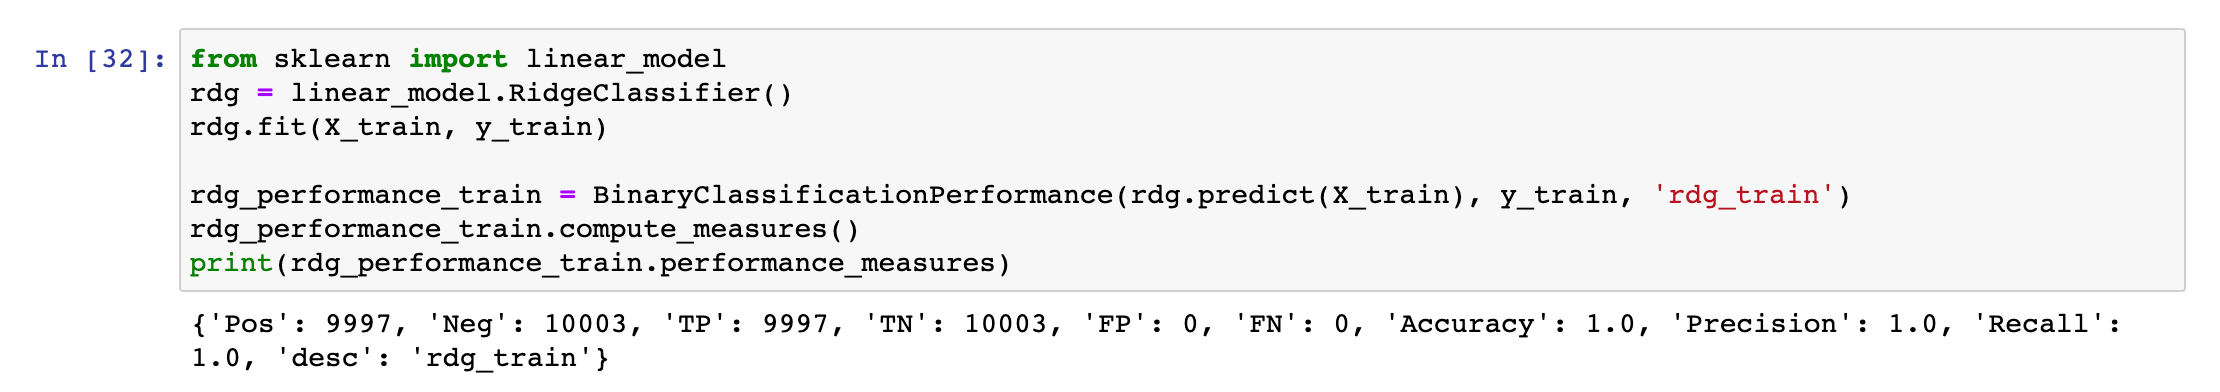 In [32]: from sklearn import linear_model
rdg = linear_model.RidgeClassifier()
rdg.fit(X_train, y_train)
rdg_performance_train = BinaryClassificationPerformance(rdg.predict(X_train), y_train, 'rdg_train')
rdg_performance_train.compute_measures()
print(rdg_performance_train.performance_measures)
{'Pos': 9997, 'Neg': 10003, 'TP': 9997, 'TN': 10003, 'FP': 0, 'FN': 0, 'Accuracy': 1.0, 'Precision': 1.0, 'Recall':
1.0, 'desc': 'rdg_train'}